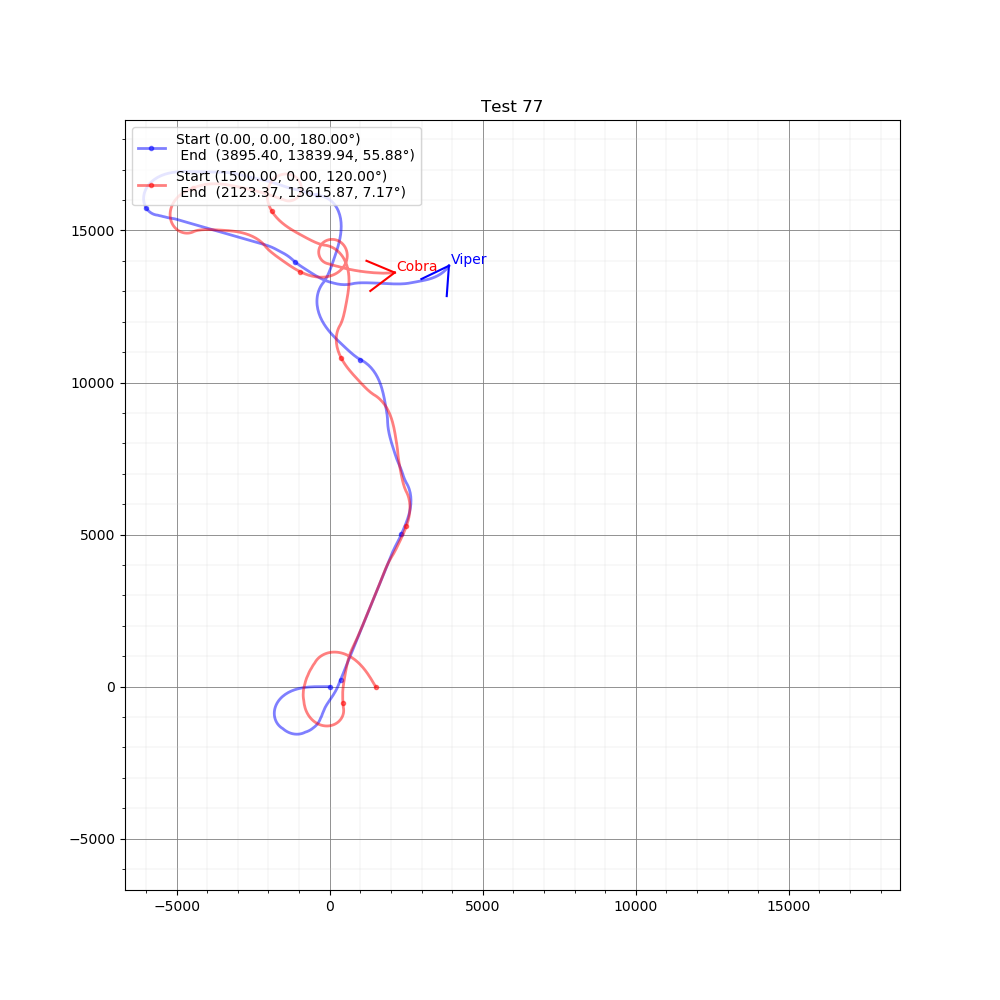 Test 77
Start (0.00, 0.00, 180.00°)
End  (3895.40, 13839.94, 55.88°)
Start (1500.00, 0.00, 120.00°)
End  (2123.37, 13615.87, 7.17°)
15000
Cobra
Viper
10000
5000
0
−5000
−5000
0
5000
10000
15000